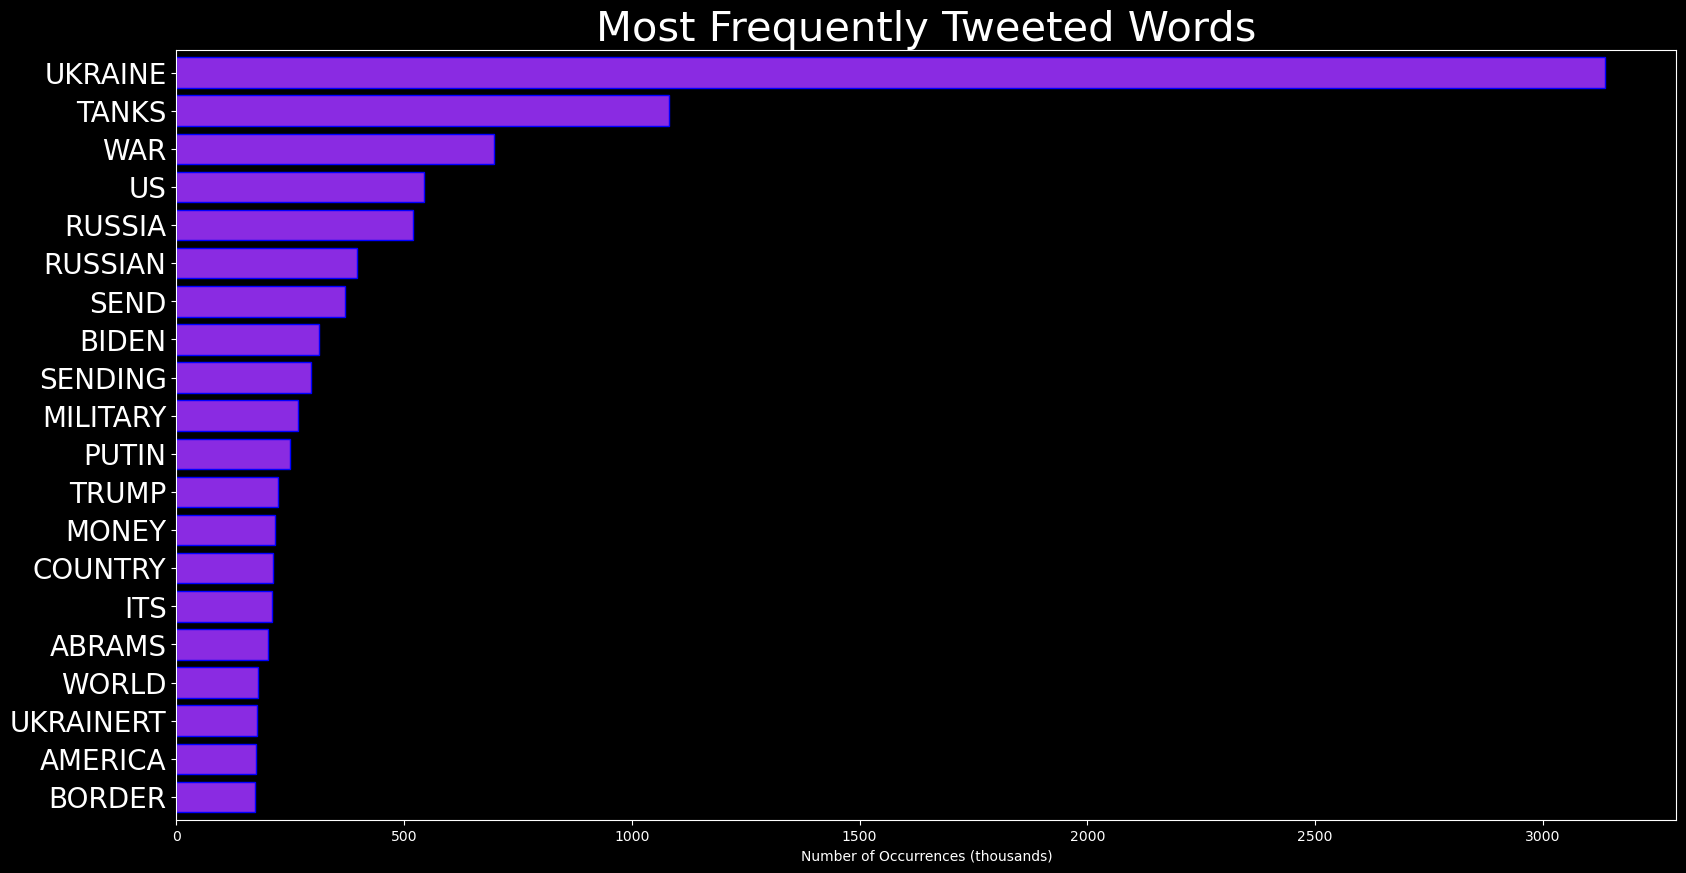 Most Frequently Tweeted Words
UKRAINE
TANKS
WAR
US
RUSSIA
RUSSIAN
SEND
BIDEN
SENDING
MILITARY
PUTIN
TRUMP
MONEY
COUNTRY
ITS
ABRAMS
WORLD
UKRAINERT
AMERICA
BORDER
0 500 1000 1500 2000 2500 3000
Number of Occurrences (thousands)